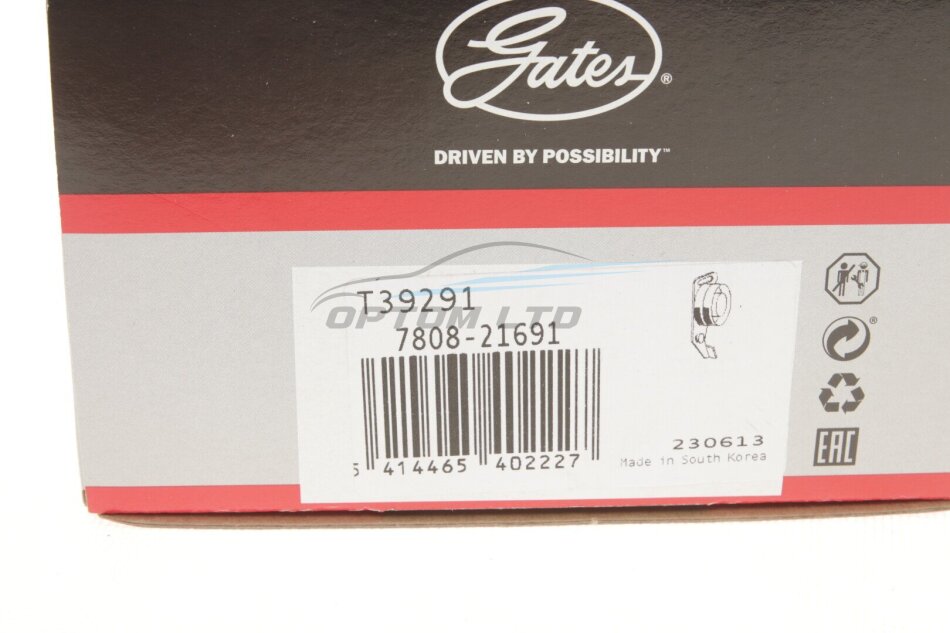 Gates®
DRIVEN BY POSSIBILITY™
T39291
OPTOM LTD
7808-21691
5 414465 402227
230613
Made in South Korea
EAC